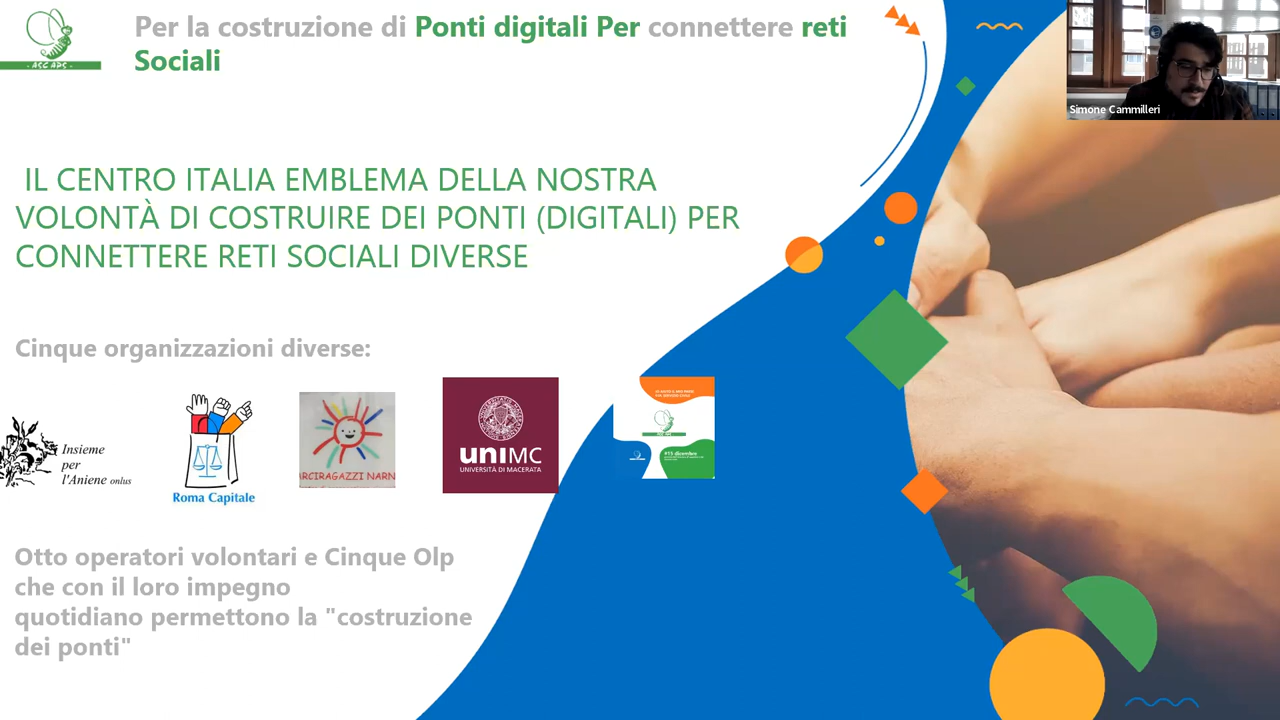 - ASC APS -
Per la costruzione di Ponti digitali Per connettere reti
Sociali
Simone Cammilleri
IL CENTRO ITALIA EMBLEMA DELLA NOSTRA
VOLONTÀ DI COSTRUIRE DEI PONTI (DIGITALI) PER
CONNETTERE RETI SOCIALI DIVERSE
Cinque organizzazioni diverse:
Insieme
per
l'Aniene onlus
Roma Capitale
ARCIRAGAZZI NARN
uniMC
UNIVERSITÀ DI MACERATA
#15 dicembre
Otto operatori volontari e Cinque Olp
che con il loro impegno
quotidiano permettono la "costruzione
dei ponti"